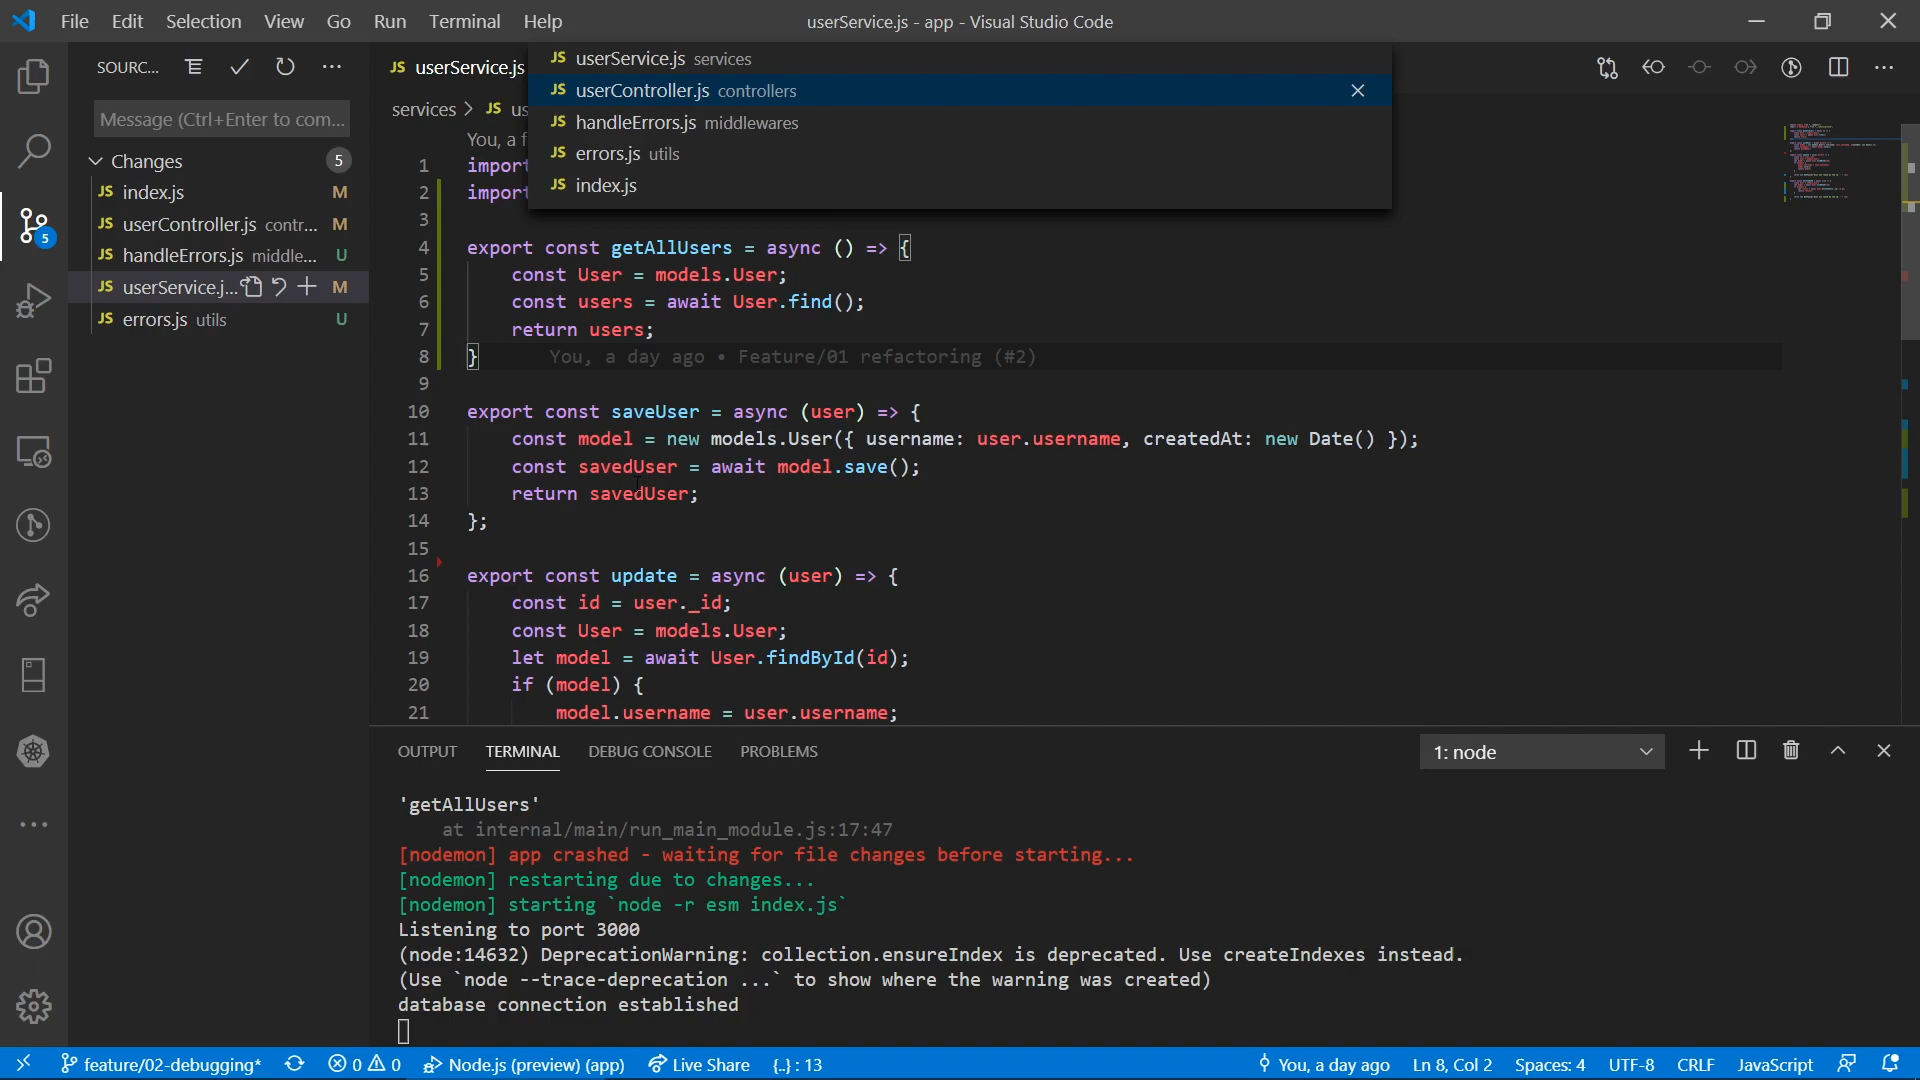 File Edit Selection View Go Run Terminal Help
userService.js - app - Visual Studio Code
SOURC...
JS userService.js
JS userService.js services
JS userController.js controllers
JS handleErrors.js middlewares
JS errors.js utils
JS index.js
Message (Ctrl+Enter to com...
Changes 5
JS index.js M
JS userController.js contr... M
JS handleErrors.js middle... U
JS userService.j... M
JS errors.js utils U
5
services > JS us
You, a f
1 import
2 import
3
4 export const getAllUsers = async () => {
5 const User = models.User;
6 const users = await User.find();
7 return users;
8 } You, a day ago • Feature/01 refactoring (#2)
9
10 export const saveUser = async (user) => {
11 const model = new models.User({ username: user.username, createdAt: new Date() });
12 const savedUser = await model.save();
13 return savedUser;
14 };
15
16 export const update = async (user) => {
17 const id = user._id;
18 const User = models.User;
19 let model = await User.findById(id);
20 if (model) {
21 model.username = user.username;
OUTPUT TERMINAL DEBUG CONSOLE PROBLEMS
1: node
'getAllUsers'
at internal/main/run_main_module.js:17:47
[nodemon] app crashed - waiting for file changes before starting...
[nodemon] restarting due to changes...
[nodemon] starting `node -r esm index.js`
Listening to port 3000
(node:14632) DeprecationWarning: collection.ensureIndex is deprecated. Use createIndexes instead.
(Use `node --trace-deprecation ...` to show where the warning was created)
database connection established
feature/02-debugging* 0 0 Node.js (preview) (app) Live Share {..} : 13
You, a day ago Ln 8, Col 2 Spaces: 4 UTF-8 CRLF JavaScript